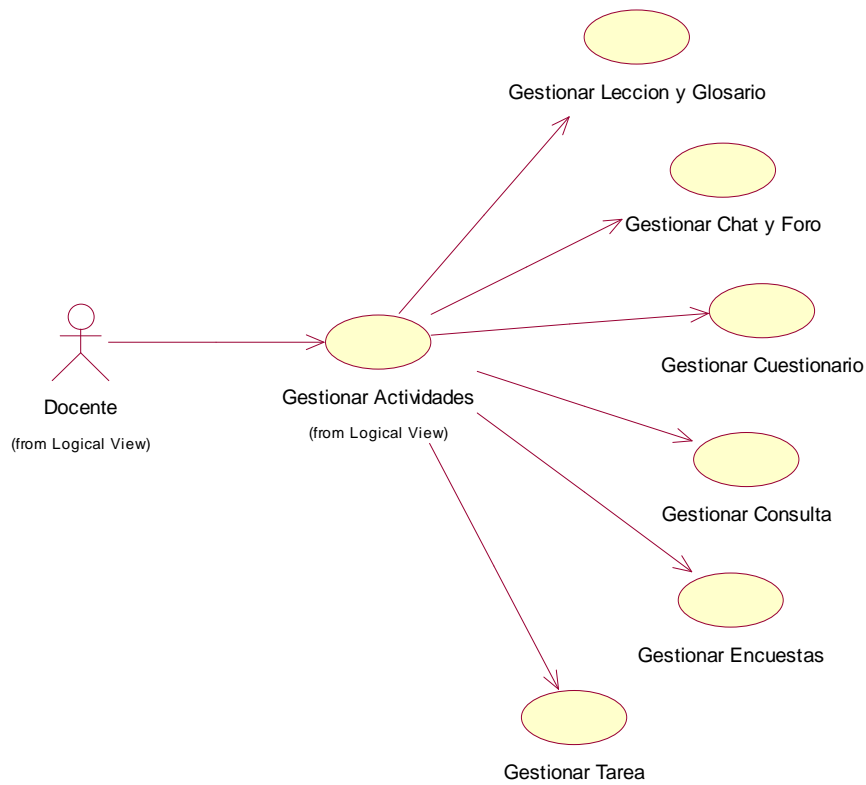 Gestionar Leccion y Glosario
Gestionar Chat y Foro
Gestionar Cuestionario
Docente
(from Logical View)
Gestionar Actividades
(from Logical View)
Gestionar Consulta
Gestionar Encuestas
Gestionar Tarea